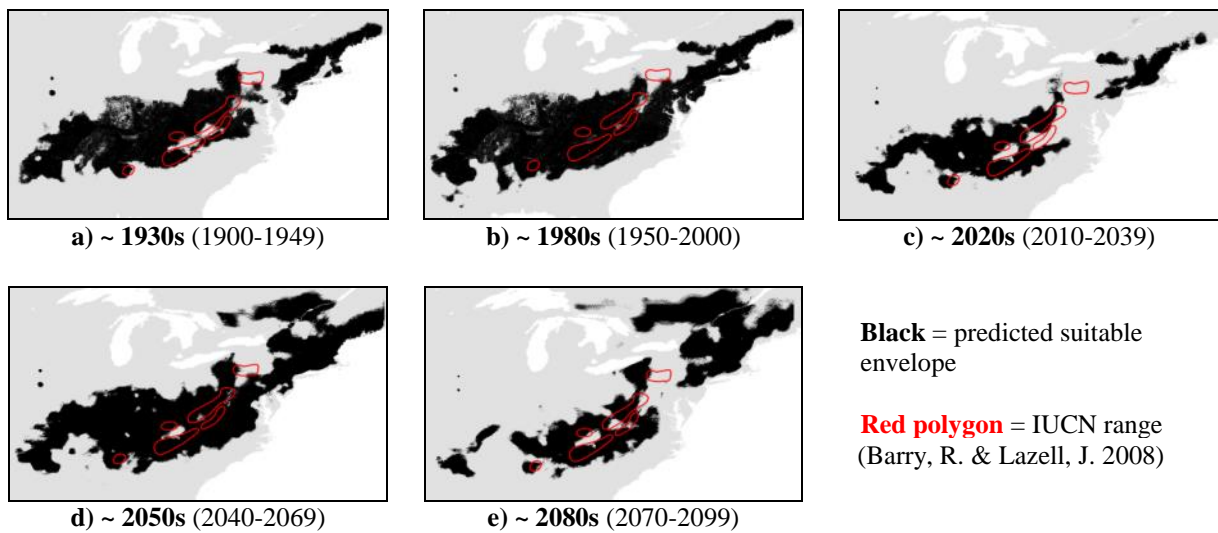 a) ~ 1930s (1900-1949)
b) ~ 1980s (1950-2000)
c) ~ 2020s (2010-2039)
d) ~ 2050s (2040-2069)
e) ~ 2080s (2070-2099)
Black = predicted suitable
envelope
Red polygon = IUCN range
(Barry, R. & Lazell, J. 2008)